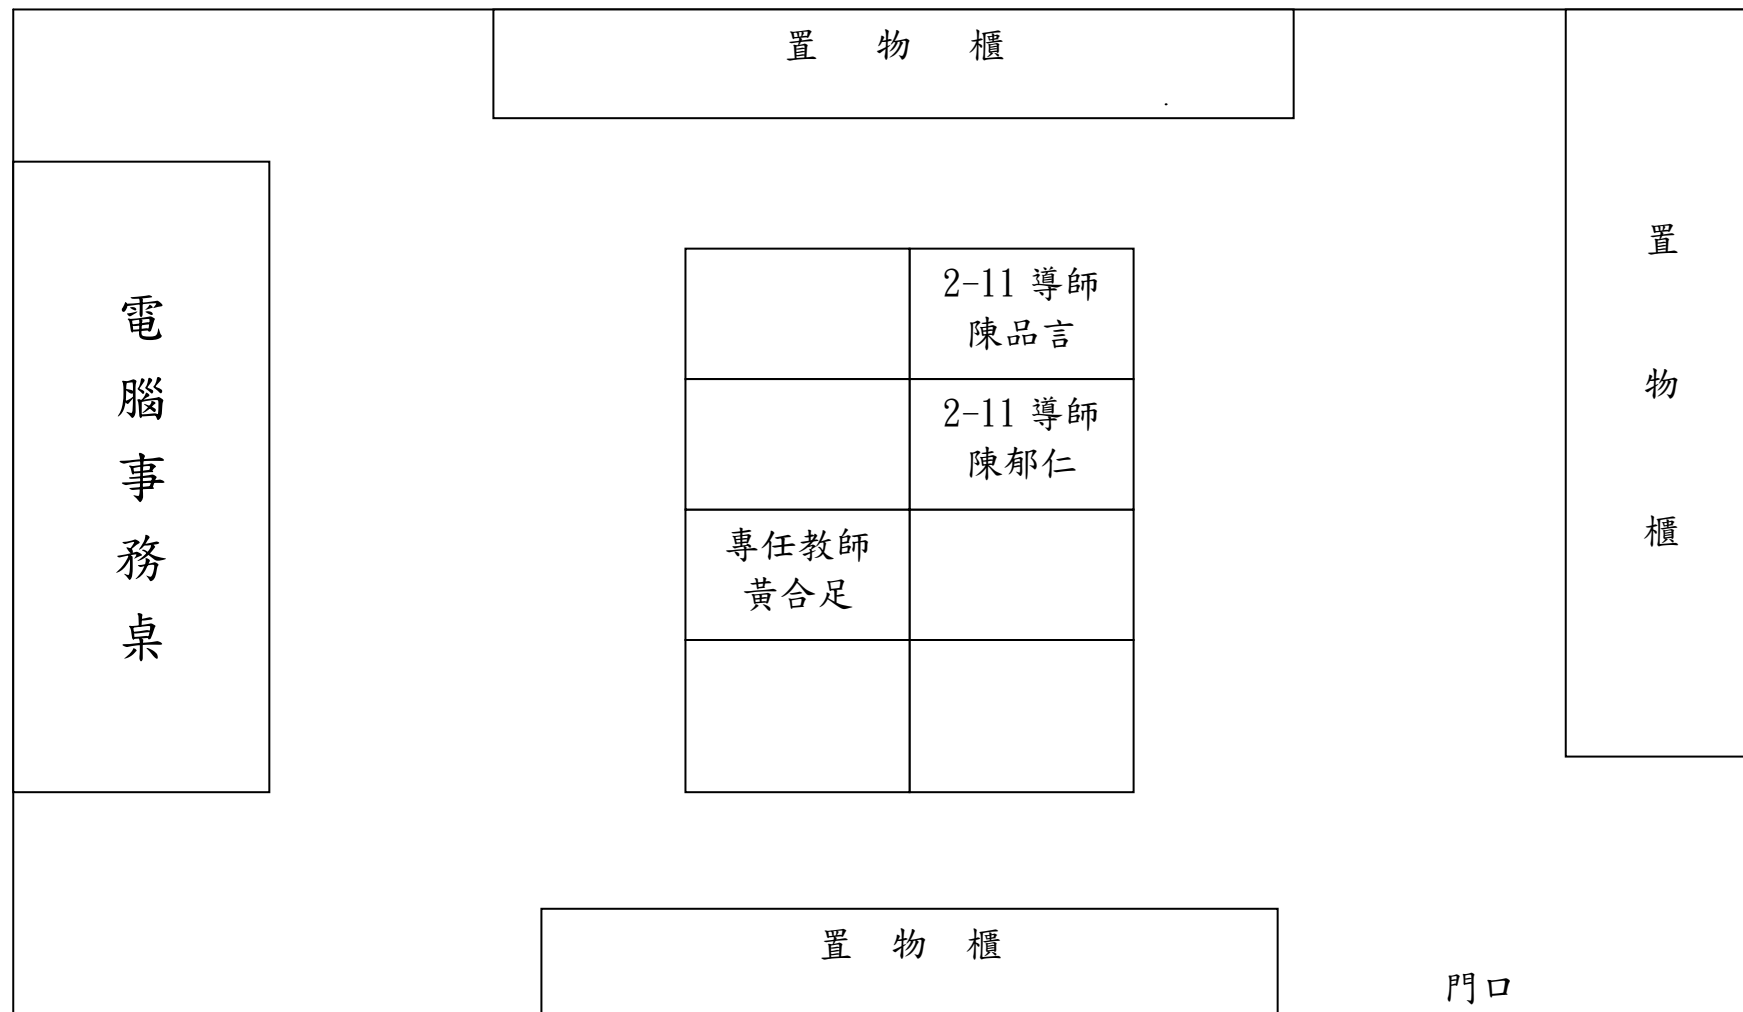 置 物 櫃
置物櫃
電腦事務桌
2-11 導師
陳品言
2-11 導師
陳郁仁
專任教師
黃合足
置 物 櫃
門口